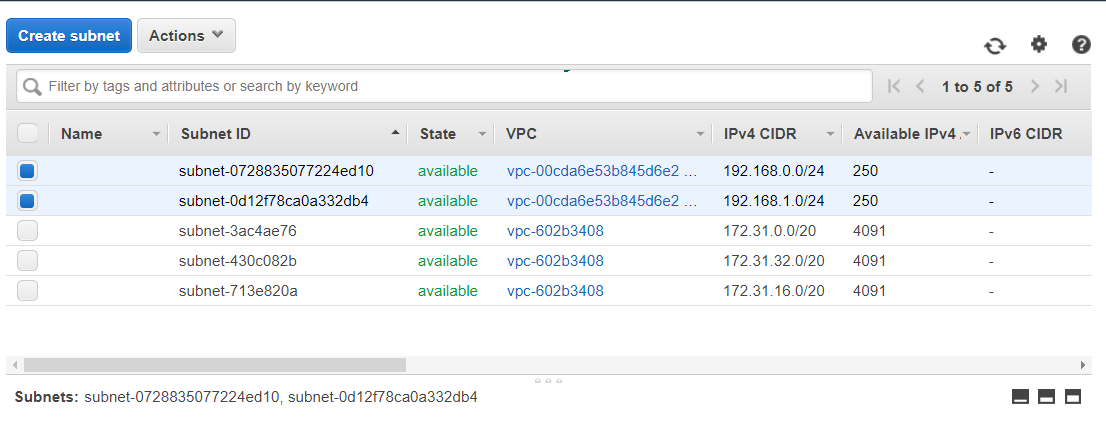 Create subnet Actions
Filter by tags and attributes or search by keyword 1 to 5 of 5
Name Subnet ID State VPC IPv4 CIDR Available IPv4 IPv6 CIDR
subnet-0728835077224ed10 available vpc-00cda6e53b845d6e2 ... 192.168.0.0/24 250 -
subnet-0d12f78ca0a332db4 available vpc-00cda6e53b845d6e2 ... 192.168.1.0/24 250 -
subnet-3ac4ae76 available vpc-602b3408 172.31.0.0/20 4091 -
subnet-430c082b available vpc-602b3408 172.31.32.0/20 4091 -
subnet-713e820a available vpc-602b3408 172.31.16.0/20 4091 -
Subnets: subnet-0728835077224ed10, subnet-0d12f78ca0a332db4